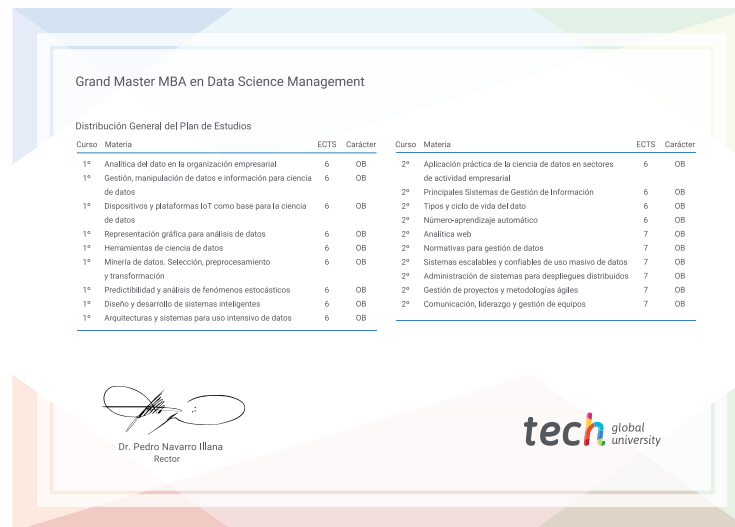 Grand Master MBA en Data Science Management
Distribución General del Plan de Estudios
Curso Materia ECTS Carácter
1º Analítica del dato en la organización empresarial 6 OB
1º Gestión, manipulación de datos e información para ciencia 6 OB
de datos
1º Dispositivos y plataformas IoT como base para la ciencia 6 OB
de datos
1º Representación gráfica para análisis de datos 6 OB
1º Herramientas de ciencia de datos 6 OB
1º Minería de datos. Selección, preprocesamiento 6 OB
y transformación
1º Predictibilidad y análisis de fenómenos estocásticos 6 OB
1º Diseño y desarrollo de sistemas inteligentes 6 OB
1º Arquitecturas y sistemas para uso intensivo de datos 6 OB
Curso Materia ECTS Carácter
2º Aplicación práctica de la ciencia de datos en sectores 6 OB
de actividad empresarial
2º Principales Sistemas de Gestión de Información 6 OB
2º Tipos y ciclo de vida del dato 6 OB
2º Número-aprendizaje automático 6 OB
2º Analítica web 7 OB
2º Normativas para gestión de datos 7 OB
2º Sistemas escalables y confiables de uso masivo de datos 7 OB
2º Administración de sistemas para despliegues distribuidos 7 OB
2º Gestión de proyectos y metodologías ágiles 7 OB
2º Comunicación, liderazgo y gestión de equipos 7 OB
Dr. Pedro Navarro Illana
Rector
tech global
university